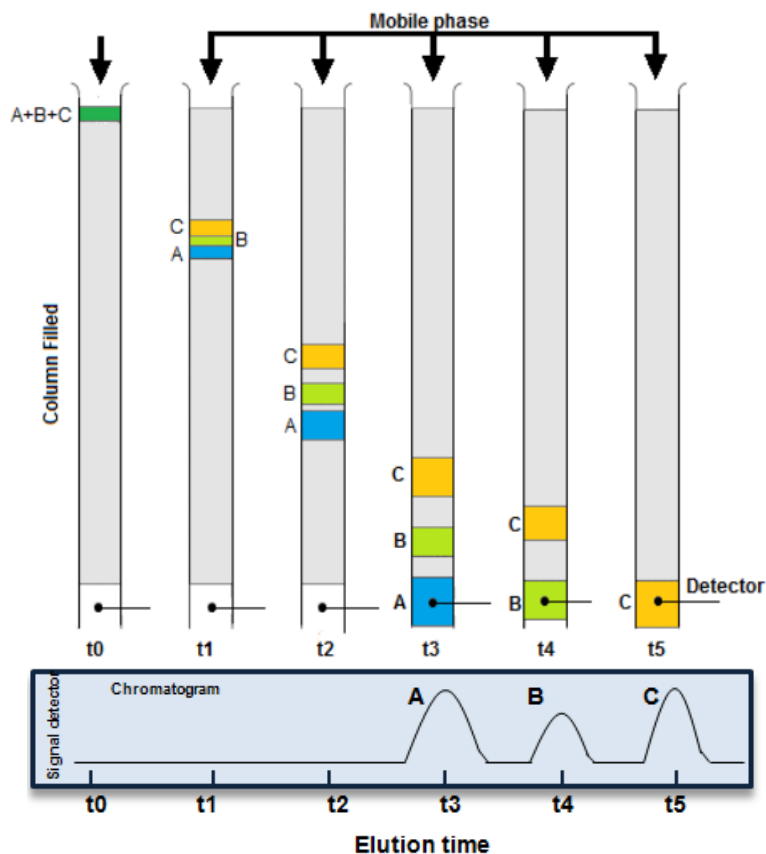 Mobile phase
A+B+C
C
B
A
C
B
A
C
B
A
C
B
C
Column Filled
Detector
t0
t1
t2
t3
t4
t5
Signal detector
Chromatogram
A
B
C
t0
t1
t2
t3
t4
t5
Elution time